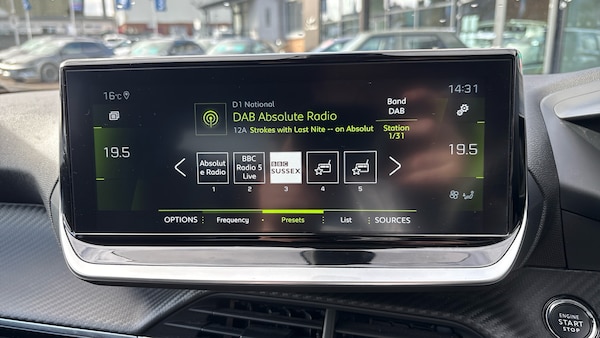 16°C
14:31
D1 National
DAB Absolute Radio
12A Strokes with Last Nite -- on Absolut
Band
DAB
Station
1/31
19.5
19.5
Absolut
e Radio
BBC
Radio 5
Live
BBC
SUSSEX
1
2
3
4
5
OPTIONS
Frequency
Presets
List
SOURCES
ENGINE
START
STOP